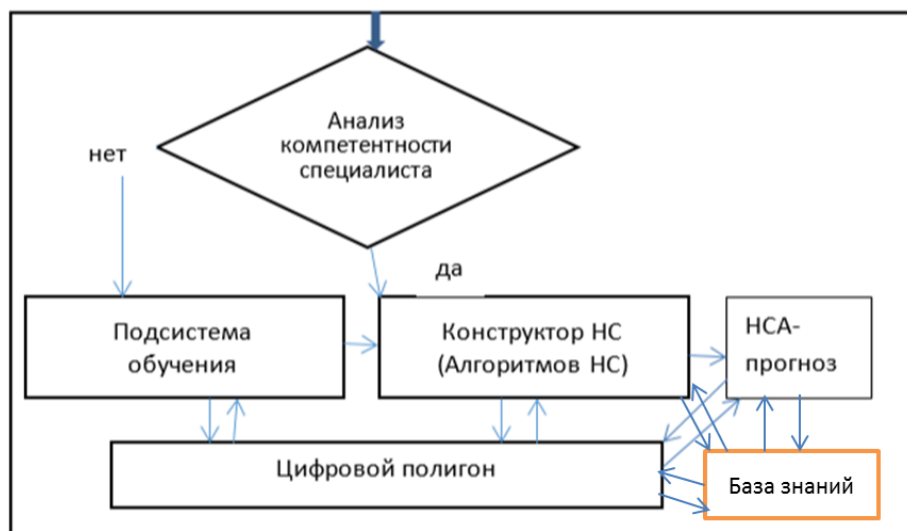 Анализ
компетентности
специалиста
нет
да
Подсистема
обучения
Конструктор НС
(Алгоритмов НС)
НСА-
прогноз
Цифровой полигон
База знаний